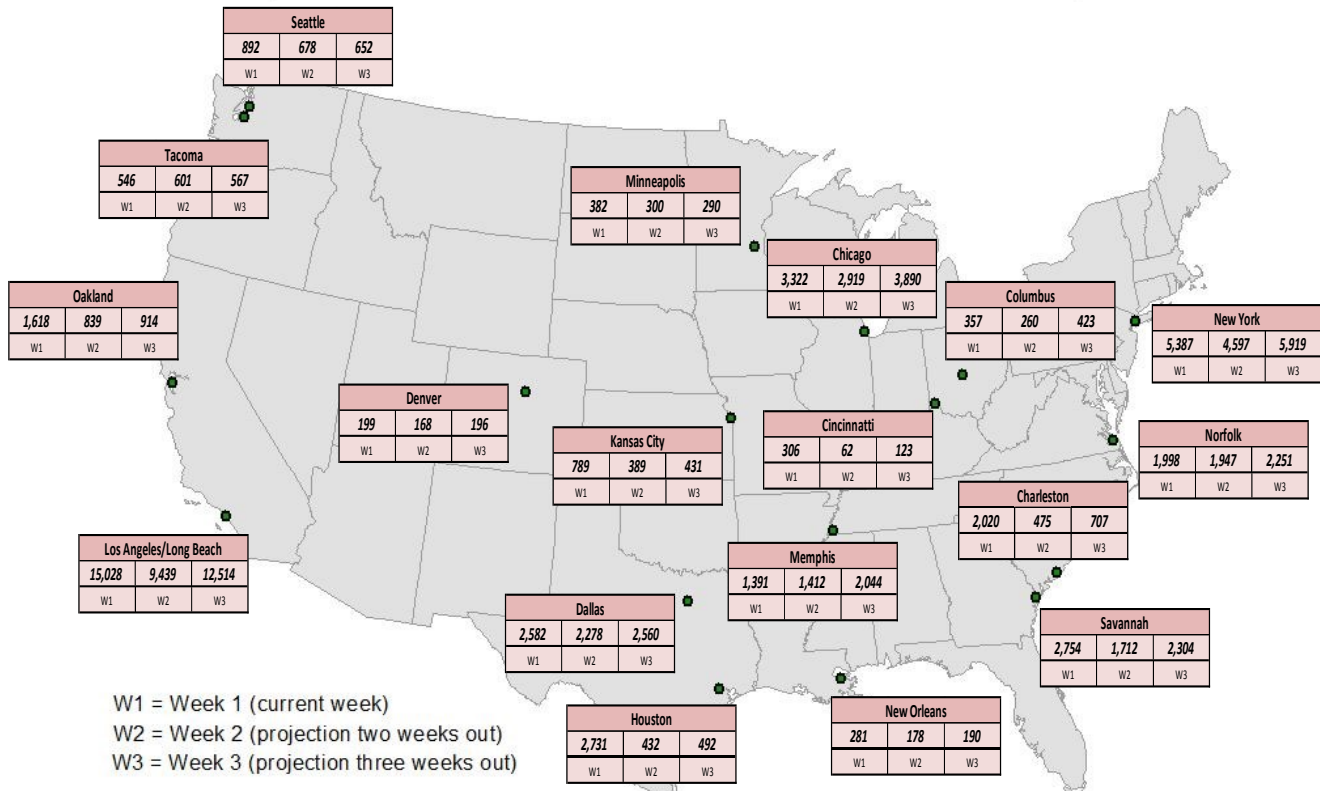 Seattle
892 678 652
W1 W2 W3
Tacoma
546 601 567
W1 W2 W3
Minneapolis
382 300 290
W1 W2 W3
Chicago
3,322 2,919 3,890
W1 W2 W3
Oakland
1,618 839 914
W1 W2 W3
Columbus
357 260 423
W1 W2 W3
New York
5,387 4,597 5,919
W1 W2 W3
Denver
199 168 196
W1 W2 W3
Kansas City
789 389 431
W1 W2 W3
Cincinnatti
306 62 123
W1 W2 W3
Norfolk
1,998 1,947 2,251
W1 W2 W3
Charleston
2,020 475 707
W1 W2 W3
Los Angeles/Long Beach
15,028 9,439 12,514
W1 W2 W3
Memphis
1,391 1,412 2,044
W1 W2 W3
Dallas
2,582 2,278 2,560
W1 W2 W3
Savannah
2,754 1,712 2,304
W1 W2 W3
Houston
2,731 432 492
W1 W2 W3
New Orleans
281 178 190
W1 W2 W3
W1 = Week 1 (current week)
W2 = Week 2 (projection two weeks out)
W3 = Week 3 (projection three weeks out)